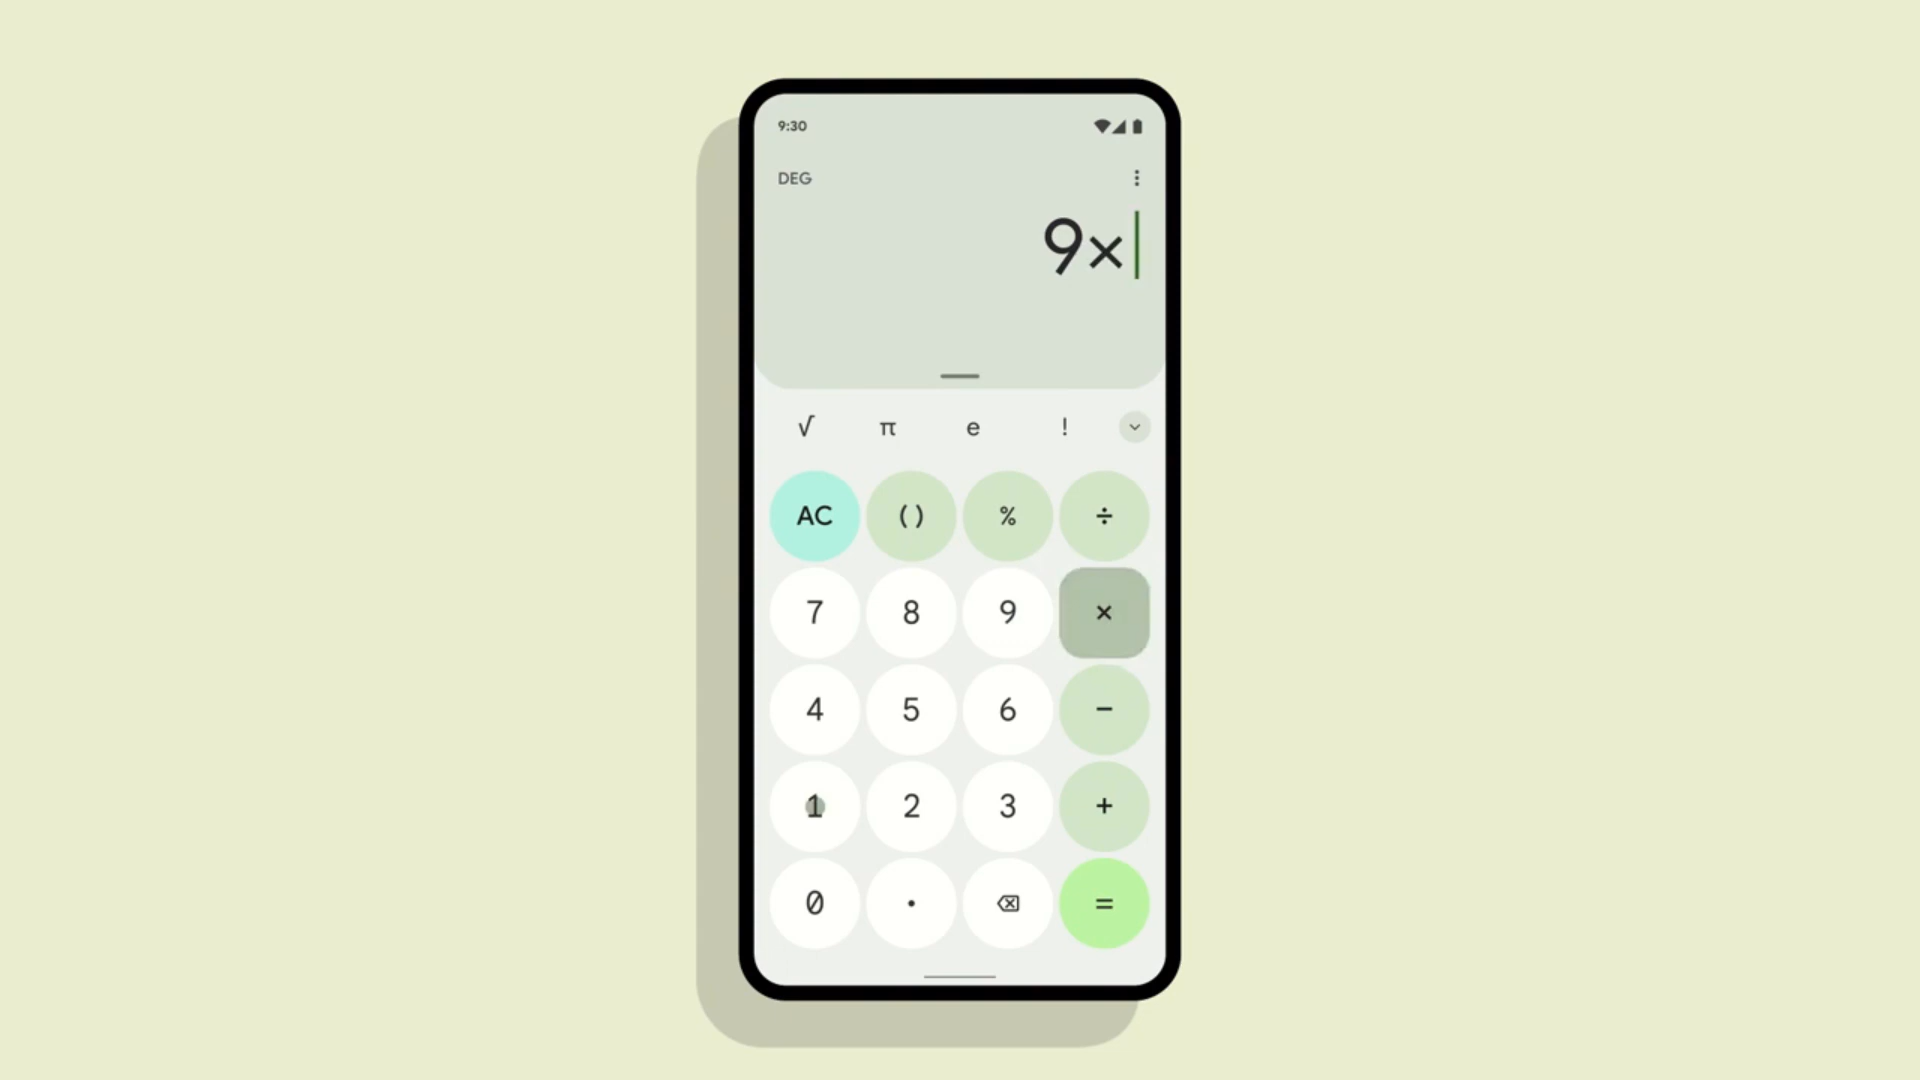 9:30
DEG
9×
√ π e !
AC ( ) % ÷
7 8 9 ×
4 5 6 −
1 2 3 +
0 . =